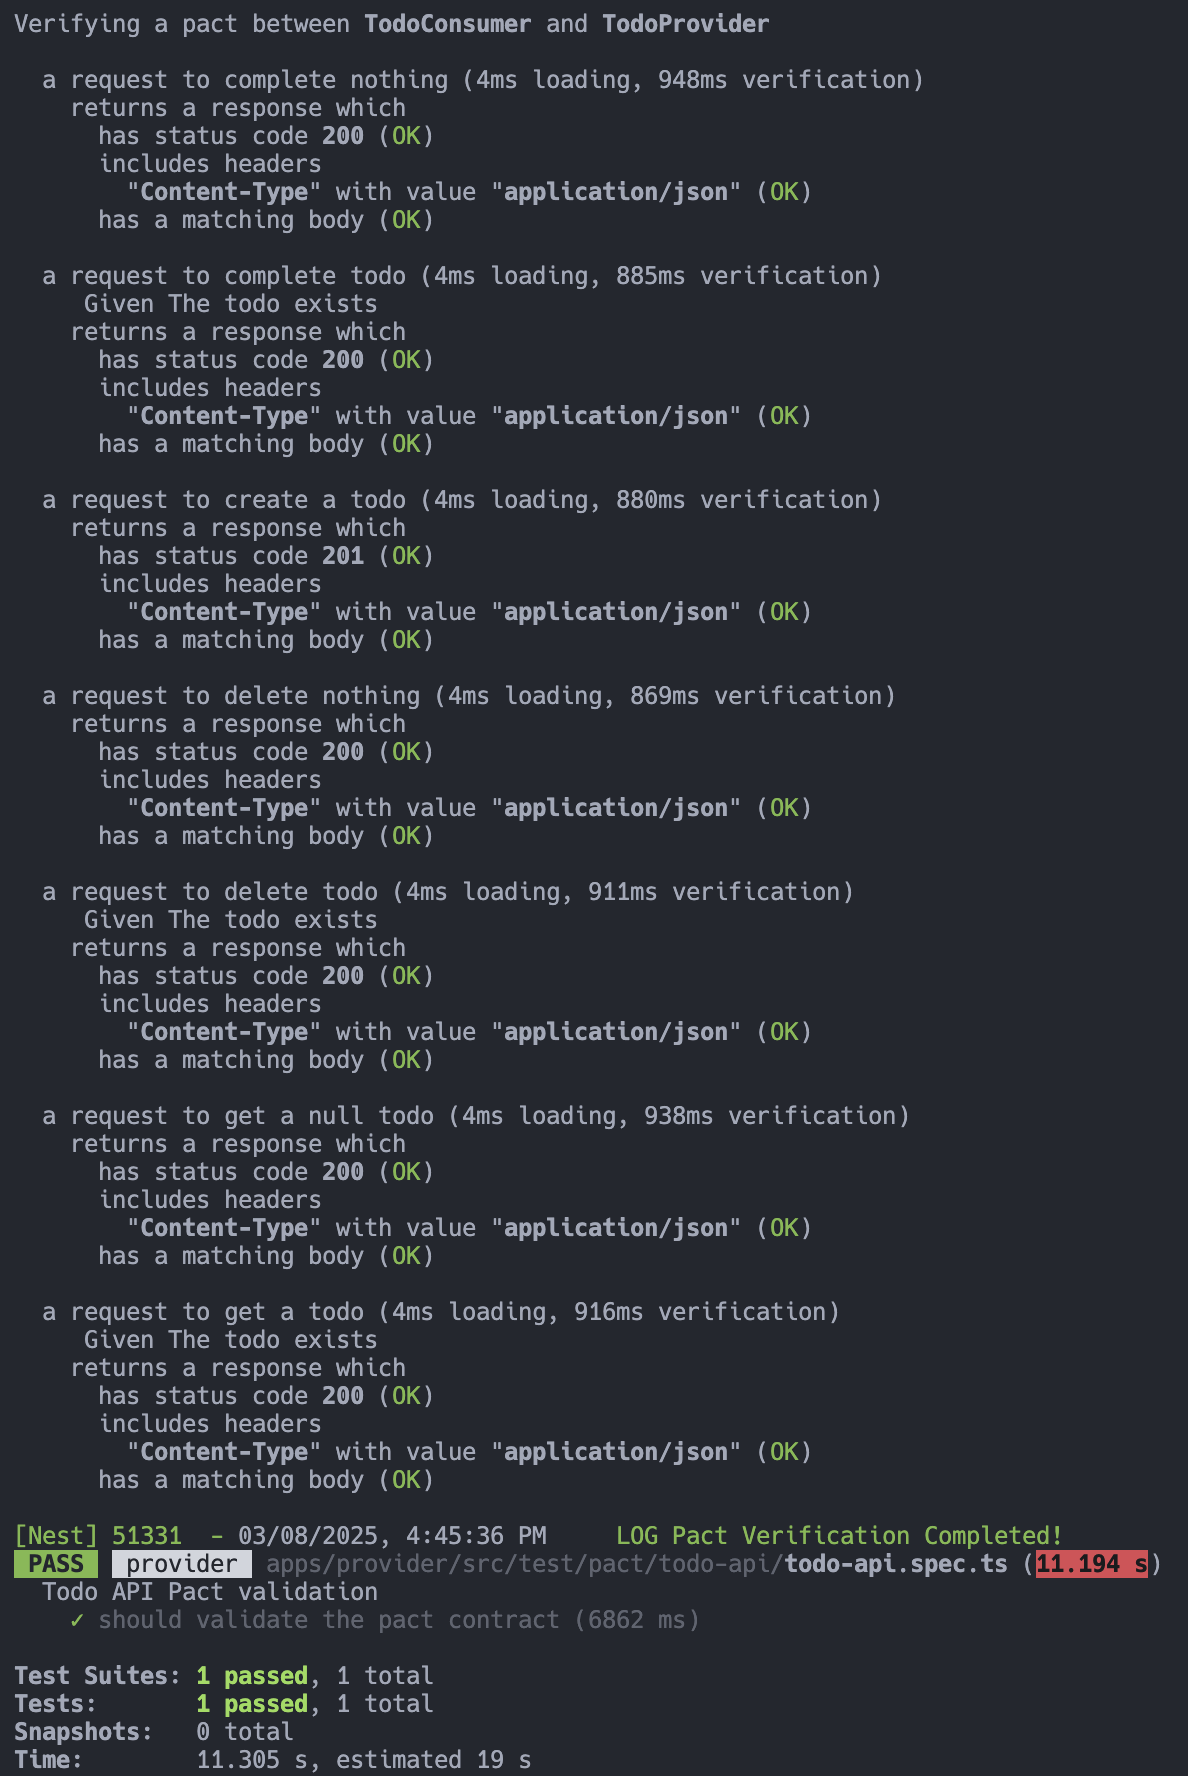 Verifying a pact between TodoConsumer and TodoProvider
a request to complete nothing (4ms loading, 948ms verification)
returns a response which
has status code 200 (OK)
includes headers
"Content-Type" with value "application/json" (OK)
has a matching body (OK)
a request to complete todo (4ms loading, 885ms verification)
Given The todo exists
returns a response which
has status code 200 (OK)
includes headers
"Content-Type" with value "application/json" (OK)
has a matching body (OK)
a request to create a todo (4ms loading, 880ms verification)
returns a response which
has status code 201 (OK)
includes headers
"Content-Type" with value "application/json" (OK)
has a matching body (OK)
a request to delete nothing (4ms loading, 869ms verification)
returns a response which
has status code 200 (OK)
includes headers
"Content-Type" with value "application/json" (OK)
has a matching body (OK)
a request to delete todo (4ms loading, 911ms verification)
Given The todo exists
returns a response which
has status code 200 (OK)
includes headers
"Content-Type" with value "application/json" (OK)
has a matching body (OK)
a request to get a null todo (4ms loading, 938ms verification)
returns a response which
has status code 200 (OK)
includes headers
"Content-Type" with value "application/json" (OK)
has a matching body (OK)
a request to get a todo (4ms loading, 916ms verification)
Given The todo exists
returns a response which
has status code 200 (OK)
includes headers
"Content-Type" with value "application/json" (OK)
has a matching body (OK)
[Nest] 51331  - 03/08/2025, 4:45:36 PM     LOG Pact Verification Completed!
PASS  provider  apps/provider/src/test/pact/todo-api/todo-api.spec.ts (11.194 s)
Todo API Pact validation
✓ should validate the pact contract (6862 ms)
Test Suites: 1 passed, 1 total
Tests:       1 passed, 1 total
Snapshots:   0 total
Time:        11.305 s, estimated 19 s